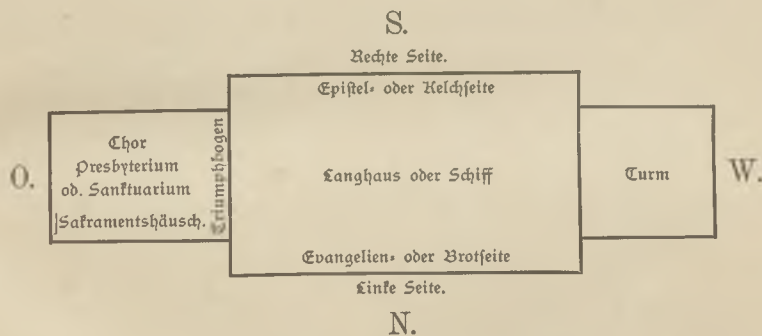 S.
Rechte Seite.
Epistel- oder Kelchseite
Chor
Presbyterium
od. Sanktuarium
Sakramentshäusch.
Triumphbogen
Langhaus oder Schiff
Turm
O.
W.
Evangelien- oder Brotseite
Linke Seite.
N.